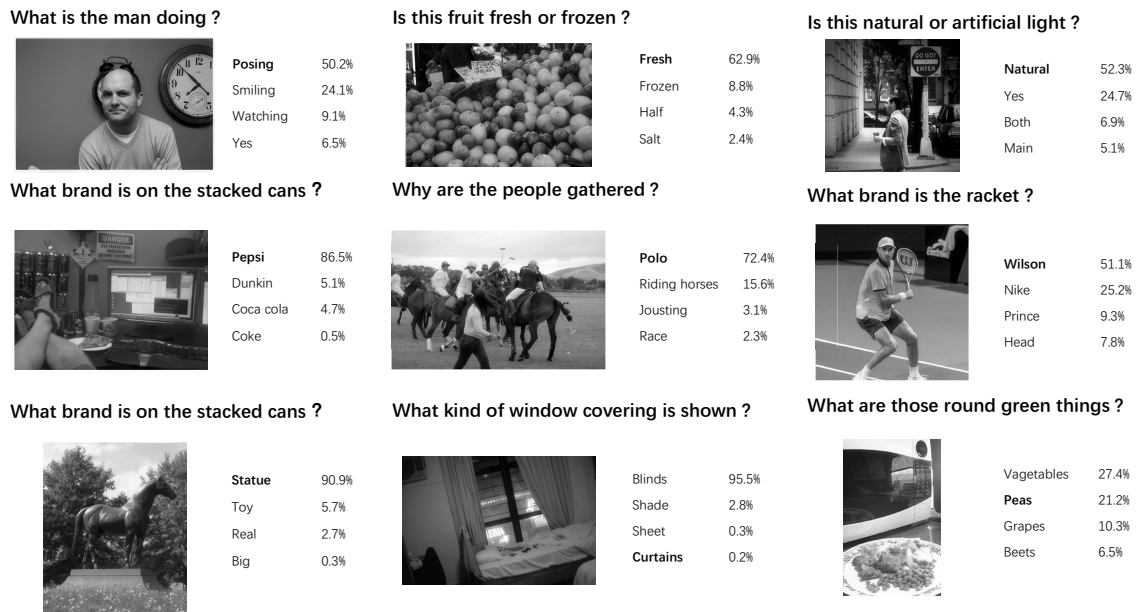 What is the man doing ?
Posing 50.2%
Smiling 24.1%
Watching 9.1%
Yes 6.5%
Is this fruit fresh or frozen ?
Fresh 62.9%
Frozen 8.8%
Half 4.3%
Salt 2.4%
Is this natural or artificial light ?
DO NOT
ENTER
Natural 52.3%
Yes 24.7%
Both 6.9%
Main 5.1%
What brand is on the stacked cans ?
DANGER
Pepsi 86.5%
Dunkin 5.1%
Coca cola 4.7%
Coke 0.5%
Why are the people gathered ?
Polo 72.4%
Riding horses 15.6%
Jousting 3.1%
Race 2.3%
What brand is the racket ?
Wilson 51.1%
Nike 25.2%
Prince 9.3%
Head 7.8%
What brand is on the stacked cans ?
Statue 90.9%
Toy 5.7%
Real 2.7%
Big 0.3%
What kind of window covering is shown ?
Blinds 95.5%
Shade 2.8%
Sheet 0.3%
Curtains 0.2%
What are those round green things ?
Vegetables 27.4%
Peas 21.2%
Grapes 10.3%
Beets 6.5%